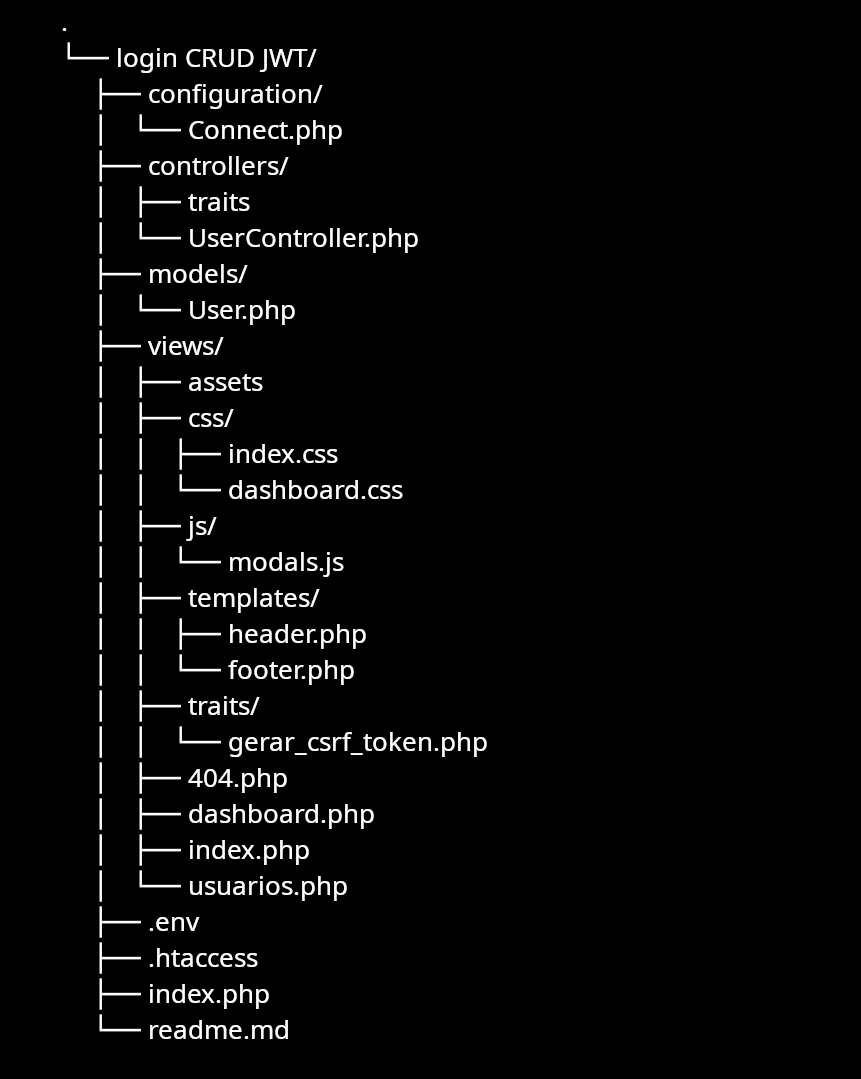 .
└── login CRUD JWT/
    ├── configuration/
    │   └── Connect.php
    ├── controllers/
    │   ├── traits
    │   └── UserController.php
    ├── models/
    │   └── User.php
    ├── views/
    │   ├── assets
    │   ├── css/
    │   │   ├── index.css
    │   │   └── dashboard.css
    │   ├── js/
    │   │   └── modals.js
    │   ├── templates/
    │   │   ├── header.php
    │   │   └── footer.php
    │   ├── traits/
    │   │   └── gerar_csrf_token.php
    │   ├── 404.php
    │   ├── dashboard.php
    │   ├── index.php
    │   └── usuarios.php
    ├── .env
    ├── .htaccess
    ├── index.php
    └── readme.md